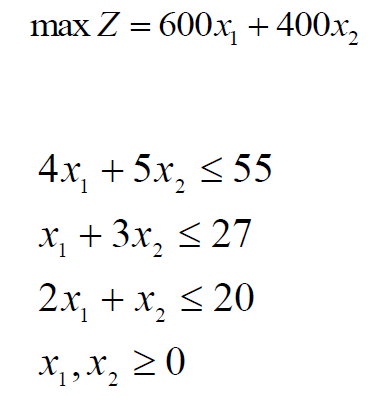 max Z = 600x₁ + 400x₂
4x₁ + 5x₂ ≤ 55
x₁ + 3x₂ ≤ 27
2x₁ + x₂ ≤ 20
x₁, x₂ ≥ 0